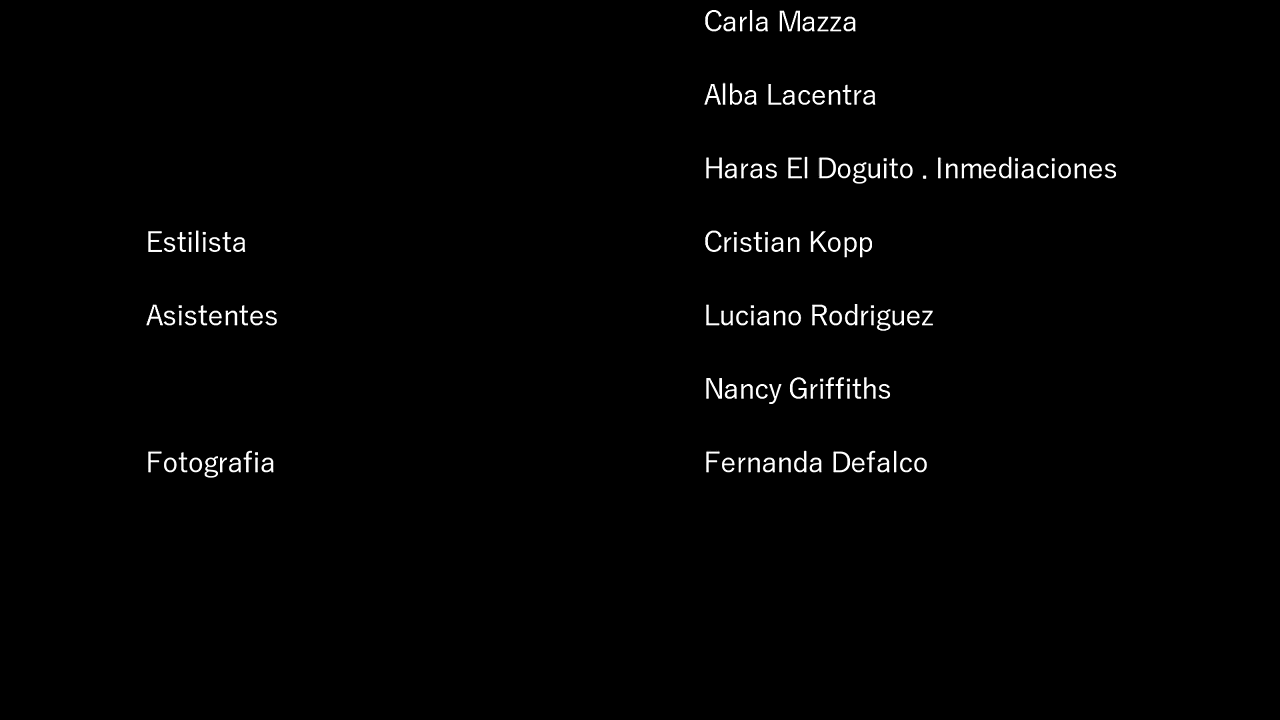 Carla Mazza
Alba Lacentra
Haras El Doguito . Inmediaciones
Estilista Cristian Kopp
Asistentes Luciano Rodriguez
Nancy Griffiths
Fotografia Fernanda Defalco